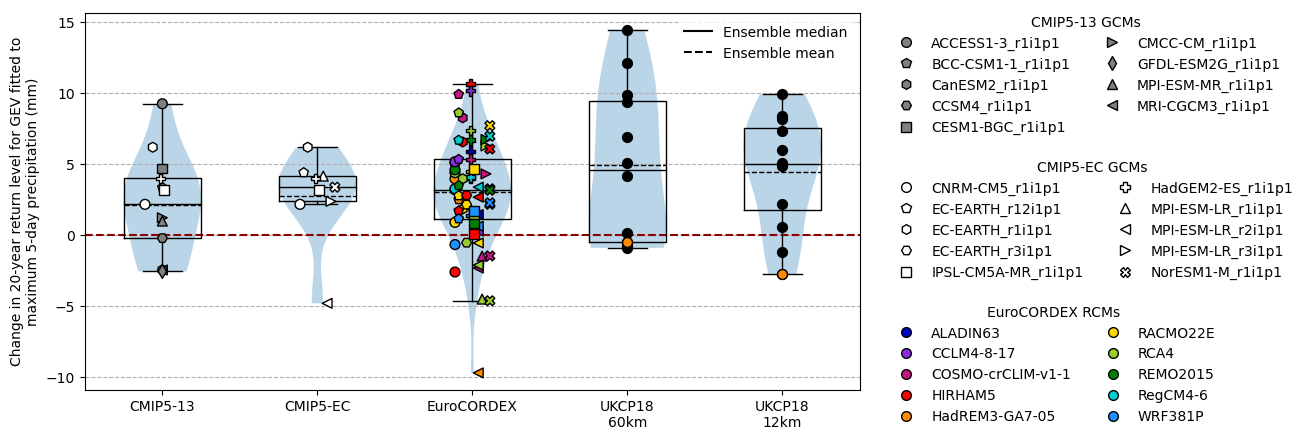 Change in 20-year return level for GEV fitted to
maximum 5-day precipitation (mm)
15
10
5
0
−5
−10
Ensemble median
Ensemble mean
CMIP5-13
CMIP5-EC
EuroCORDEX
UKCP18
60km
UKCP18
12km
CMIP5-13 GCMs
ACCESS1-3_r1i1p1
BCC-CSM1-1_r1i1p1
CanESM2_r1i1p1
CCSM4_r1i1p1
CESM1-BGC_r1i1p1
CMCC-CM_r1i1p1
GFDL-ESM2G_r1i1p1
MPI-ESM-MR_r1i1p1
MRI-CGCM3_r1i1p1
CMIP5-EC GCMs
CNRM-CM5_r1i1p1
EC-EARTH_r12i1p1
EC-EARTH_r1i1p1
EC-EARTH_r3i1p1
IPSL-CM5A-MR_r1i1p1
HadGEM2-ES_r1i1p1
MPI-ESM-LR_r1i1p1
MPI-ESM-LR_r2i1p1
MPI-ESM-LR_r3i1p1
NorESM1-M_r1i1p1
EuroCORDEX RCMs
ALADIN63
CCLM4-8-17
COSMO-crCLIM-v1-1
HIRHAM5
HadREM3-GA7-05
RACMO22E
RCA4
REMO2015
RegCM4-6
WRF381P